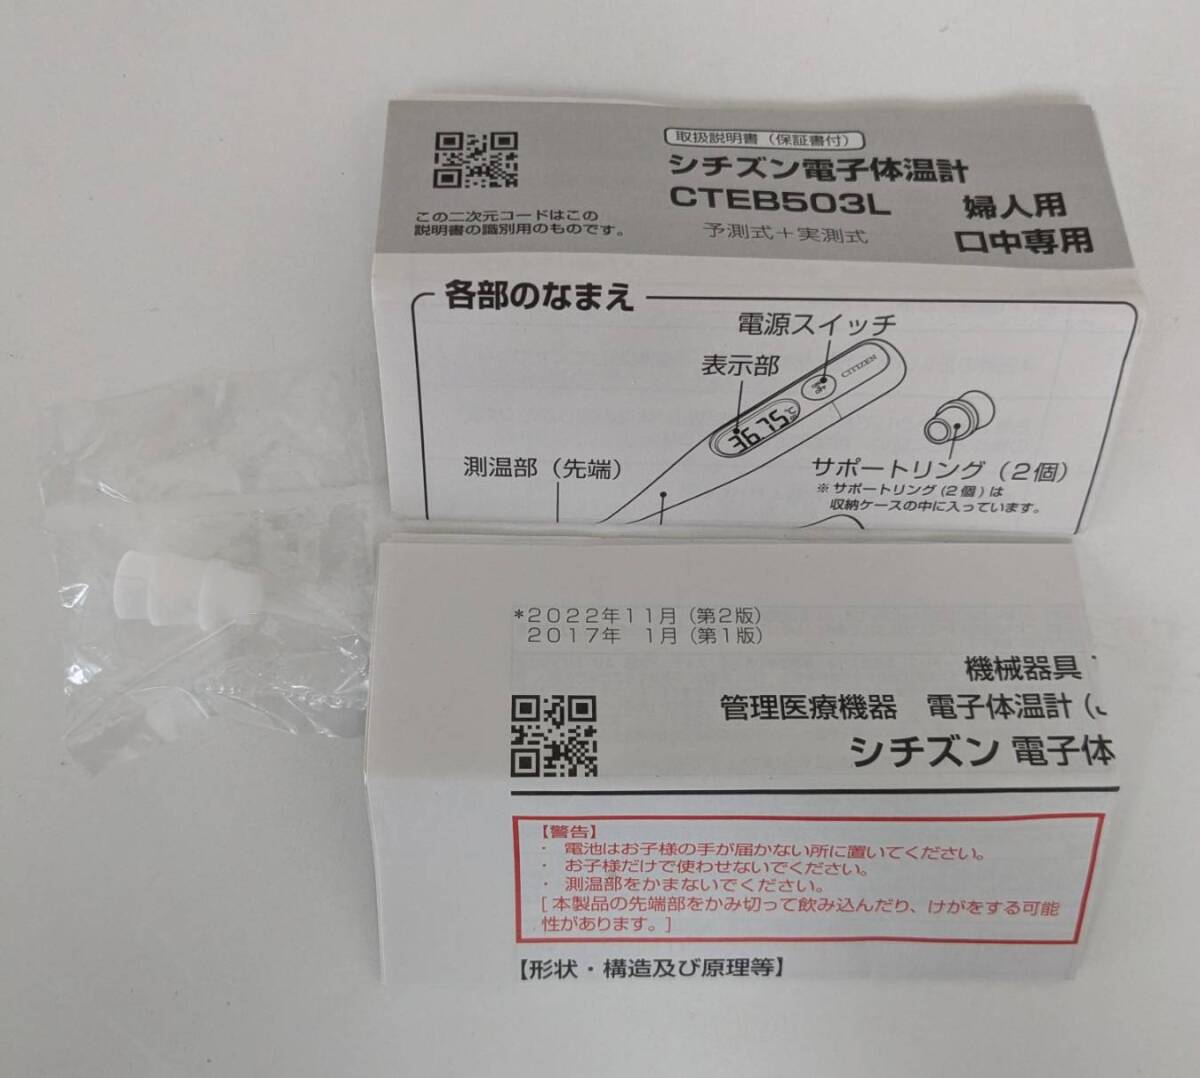 取扱説明書（保証書付）
シチズン電子体温計
CTEB503L 婦人用
予測式＋実測式 口中専用
この二次元コードはこの
説明書の識別用のものです。
各部のなまえ
電源スイッチ
表示部
CITIZEN
36.75℃
測温部（先端）
サポートリング（2個）
※サポートリング(2個)は
収納ケースの中に入っています。
*2022年11月（第2版）
2017年 1月（第1版）
機械器具
管理医療機器 電子体温計（
シチズン 電子体
【警告】
・ 電池はお子様の手が届かない所に置いてください。
・ お子様だけで使わせないでください。
・ 測温部をかまないでください。
[本製品の先端部をかみ切って飲み込んだり、けがをする可能
性があります。]
【形状・構造及び原理等】